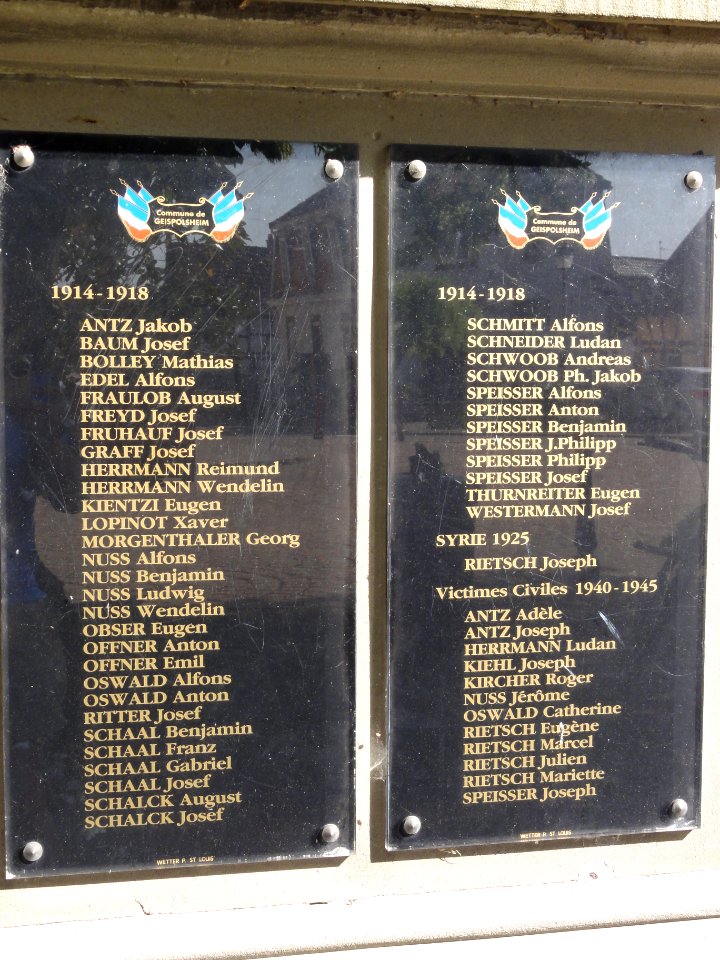 Commune de
GEISPOLSHEIM
1914-1918
ANTZ Jakob
BAUM Josef
BOLLEY Mathias
EDEL Alfons
FRAULOB August
FREYD Josef
FRUHAUF Josef
GRAFF Josef
HERRMANN Reimund
HERRMANN Wendelin
KIENTZI Eugen
LOPINOT Xaver
MORGENTHALER Georg
NUSS Alfons
NUSS Benjamin
NUSS Ludwig
NUSS Wendelin
OBSER Eugen
OFFNER Anton
OFFNER Emil
OSWALD Alfons
OSWALD Anton
RITTER Josef
SCHAAL Benjamin
SCHAAL Franz
SCHAAL Gabriel
SCHAAL Josef
SCHALCK August
SCHALCK Josef
WETTER P. ST LOUIS
Commune de
GEISPOLSHEIM
1914-1918
SCHMITT Alfons
SCHNEIDER Ludan
SCHWOOB Andreas
SCHWOOB Ph. Jakob
SPEISSER Alfons
SPEISSER Anton
SPEISSER Benjamin
SPEISSER J.Philipp
SPEISSER Philipp
SPEISSER Josef
THURNREITER Eugen
WESTERMANN Josef
SYRIE 1925
RIETSCH Joseph
Victimes Civiles 1940-1945
ANTZ Adèle
ANTZ Joseph
HERRMANN Ludan
KIEHL Joseph
KIRCHER Roger
NUSS Jérôme
OSWALD Catherine
RIETSCH Eugène
RIETSCH Marcel
RIETSCH Julien
RIETSCH Mariette
SPEISSER Joseph
WETTER P. ST LOUIS